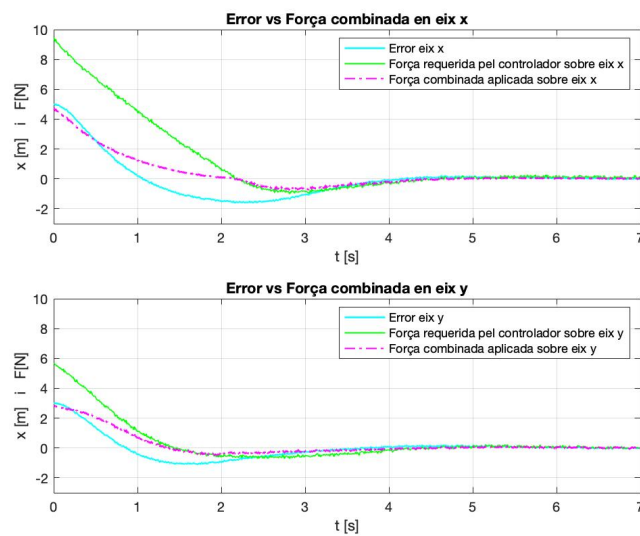 Error vs Força combinada en eix x
10
8
6
4
2
0
-2
x [m] i F[N]
Error eix x
Força requerida pel controlador sobre eix x
Força combinada aplicada sobre eix x
0 1 2 3 4 5 6 7
t [s]
Error vs Força combinada en eix y
10
8
6
4
2
0
-2
x [m] i F[N]
Error eix y
Força requerida pel controlador sobre eix y
Força combinada aplicada sobre eix y
0 1 2 3 4 5 6 7
t [s]